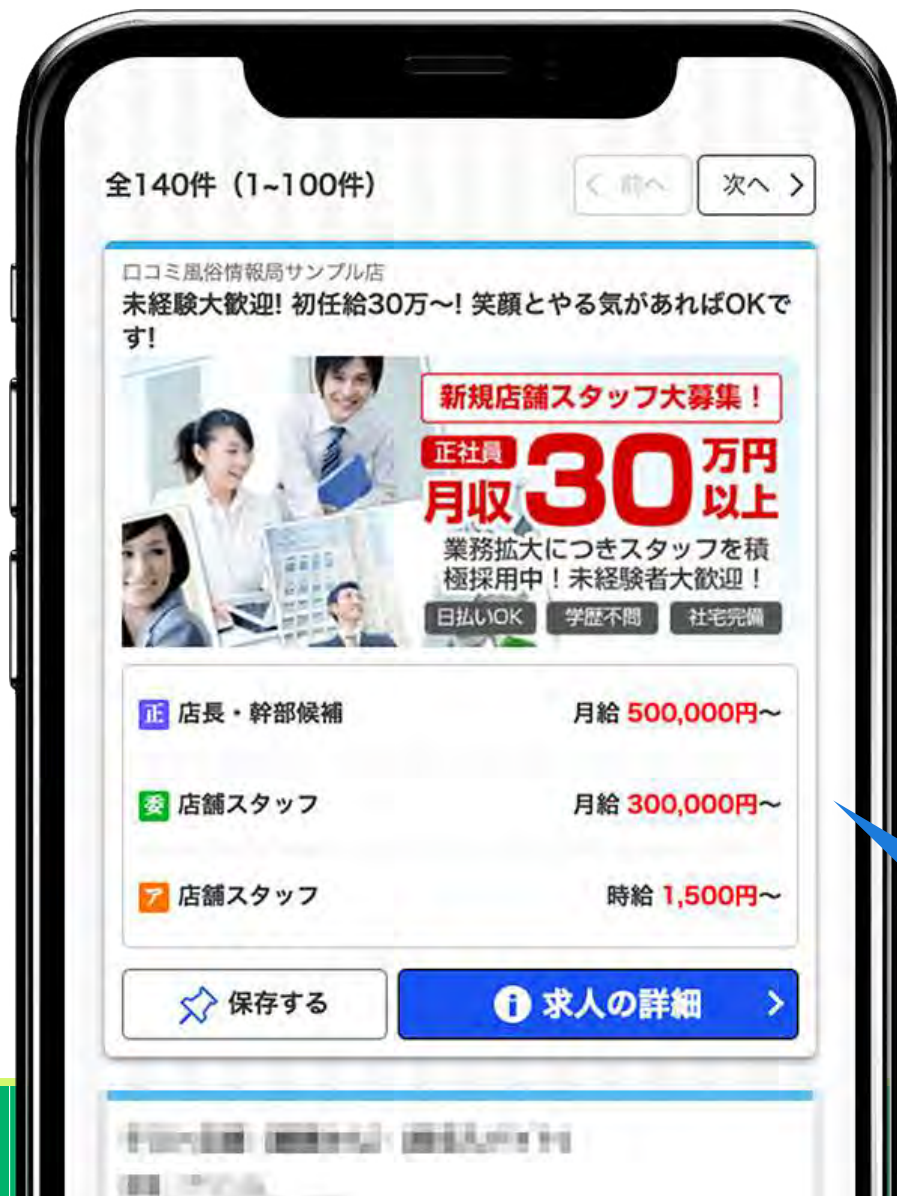 全140件（1~100件）
前へ
次へ
口コミ風俗情報局サンプル店
未経験大歓迎! 初任給30万〜! 笑顔とやる気があればOKで
す!
新規店舗スタッフ大募集！
正社員
月収30万円以上
業務拡大につきスタッフを積
極採用中！未経験者大歓迎！
日払いOK 学歴不問 社宅完備
正 店長・幹部候補 月給 500,000円〜
委 店舗スタッフ 月給 300,000円〜
ア 店舗スタッフ 時給 1,500円〜
保存する
求人の詳細